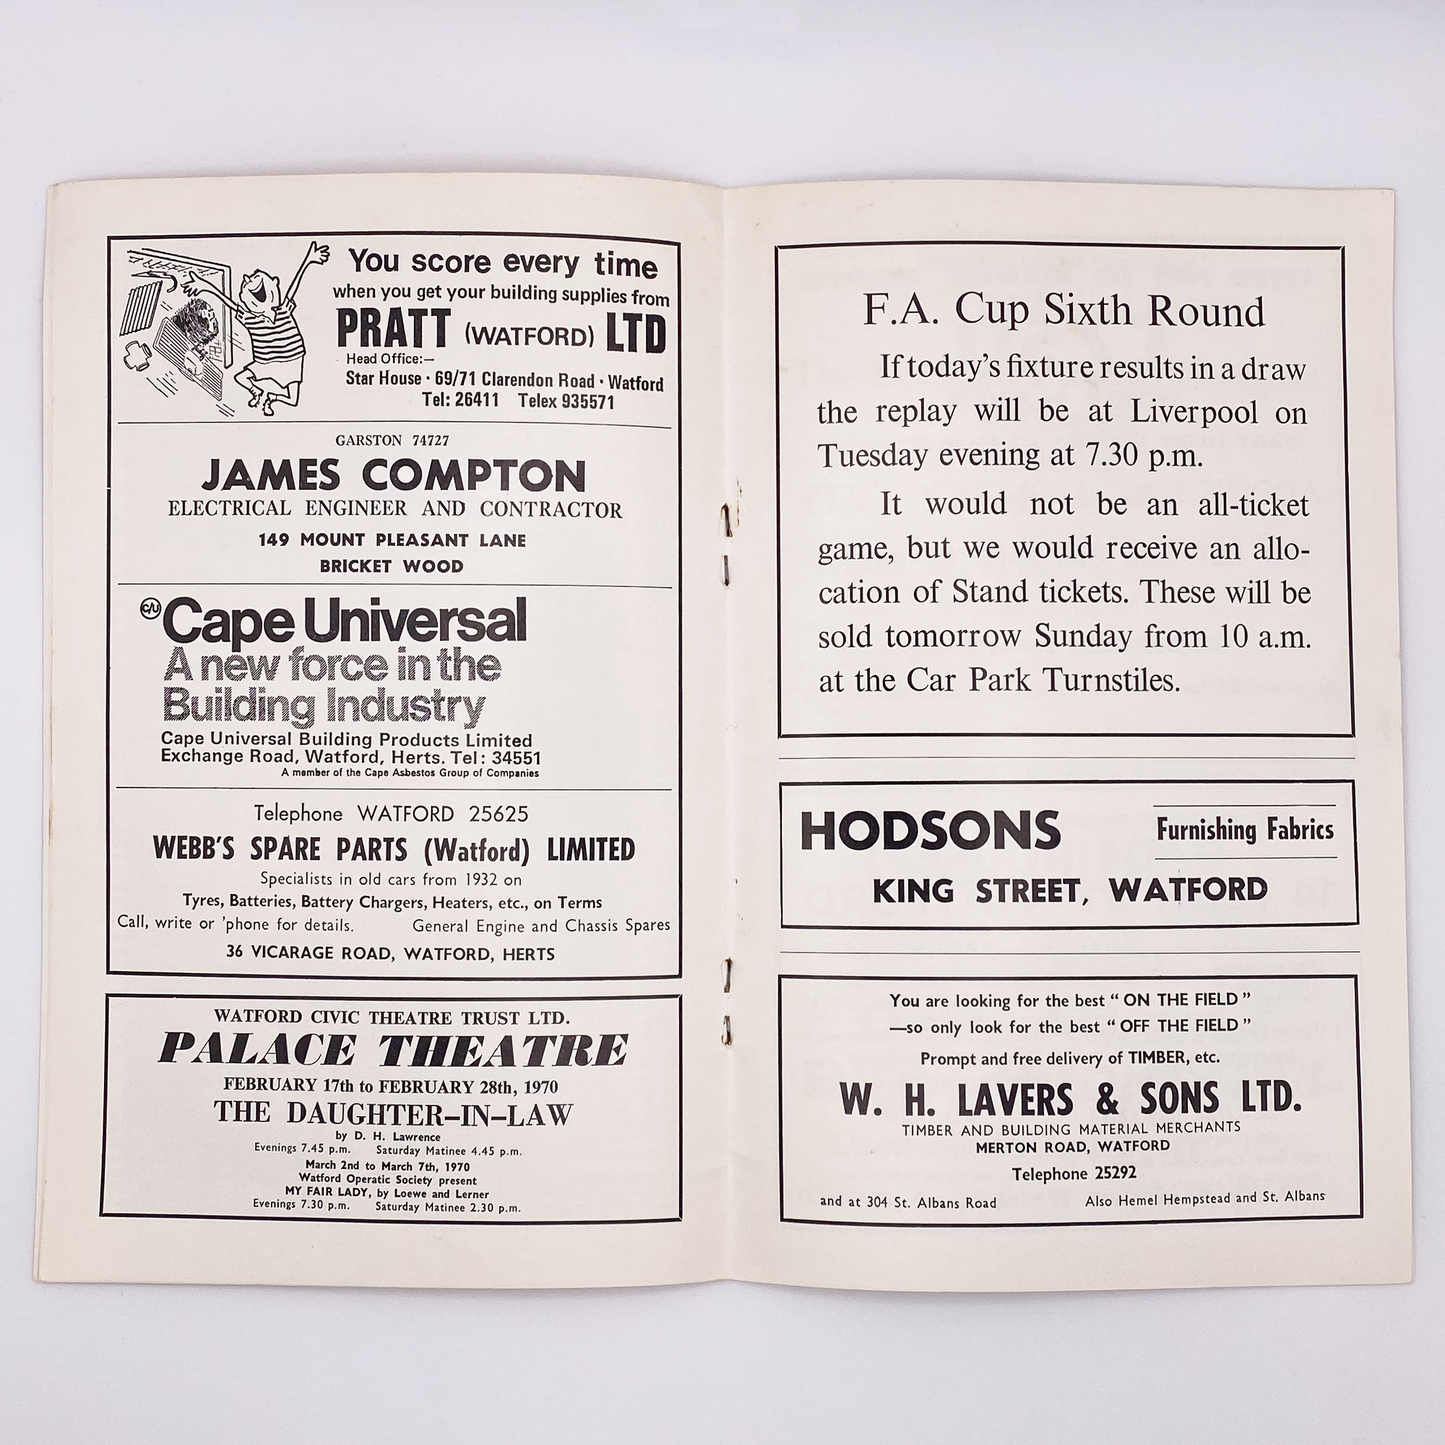 You score every time
when you get your building supplies from
PRATT (WATFORD) LTD
Head Office:—
Star House · 69/71 Clarendon Road · Watford
Tel: 26411 Telex 935571
GARSTON 74727
JAMES COMPTON
ELECTRICAL ENGINEER AND CONTRACTOR
149 MOUNT PLEASANT LANE
BRICKET WOOD
C/U Cape Universal
A new force in the
Building Industry
Cape Universal Building Products Limited
Exchange Road, Watford, Herts. Tel: 34551
A member of the Cape Asbestos Group of Companies
Telephone WATFORD 25625
WEBB'S SPARE PARTS (Watford) LIMITED
Specialists in old cars from 1932 on
Tyres, Batteries, Battery Chargers, Heaters, etc., on Terms
Call, write or 'phone for details. General Engine and Chassis Spares
36 VICARAGE ROAD, WATFORD, HERTS
WATFORD CIVIC THEATRE TRUST LTD.
PALACE THEATRE
FEBRUARY 17th to FEBRUARY 28th, 1970
THE DAUGHTER–IN–LAW
by D. H. Lawrence
Evenings 7.45 p.m. Saturday Matinee 4.45 p.m.
March 2nd to March 7th, 1970
Watford Operatic Society present
MY FAIR LADY, by Loewe and Lerner
Evenings 7.30 p.m. Saturday Matinee 2.30 p.m.
F.A. Cup Sixth Round
If today's fixture results in a draw
the replay will be at Liverpool on
Tuesday evening at 7.30 p.m.
It would not be an all-ticket
game, but we would receive an allo-
cation of Stand tickets. These will be
sold tomorrow Sunday from 10 a.m.
at the Car Park Turnstiles.
HODSONS Furnishing Fabrics
KING STREET, WATFORD
You are looking for the best "ON THE FIELD"
—so only look for the best "OFF THE FIELD"
Prompt and free delivery of TIMBER, etc.
W. H. LAVERS & SONS LTD.
TIMBER AND BUILDING MATERIAL MERCHANTS
MERTON ROAD, WATFORD
Telephone 25292
and at 304 St. Albans Road Also Hemel Hempstead and St. Albans